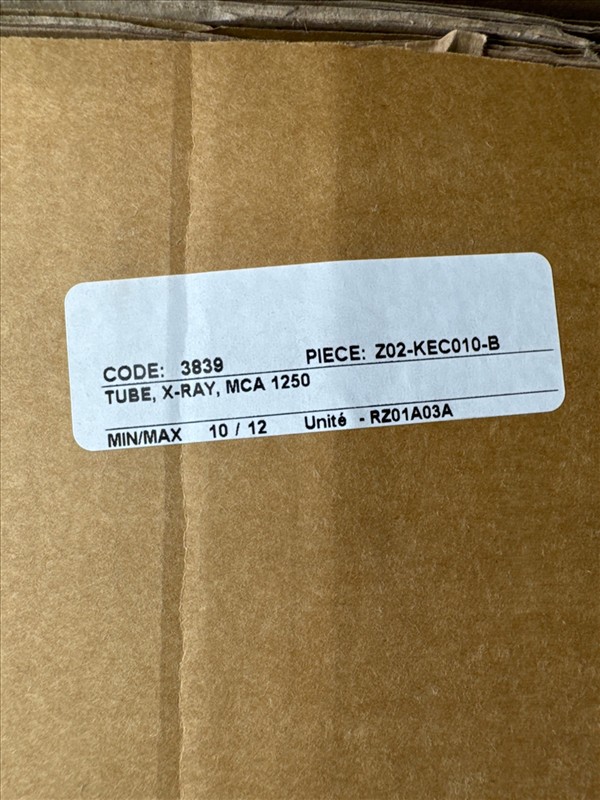 CODE: 3839 PIECE: Z02-KEC010-B
TUBE, X-RAY, MCA 1250
MIN/MAX 10 / 12 Unité - RZ01A03A